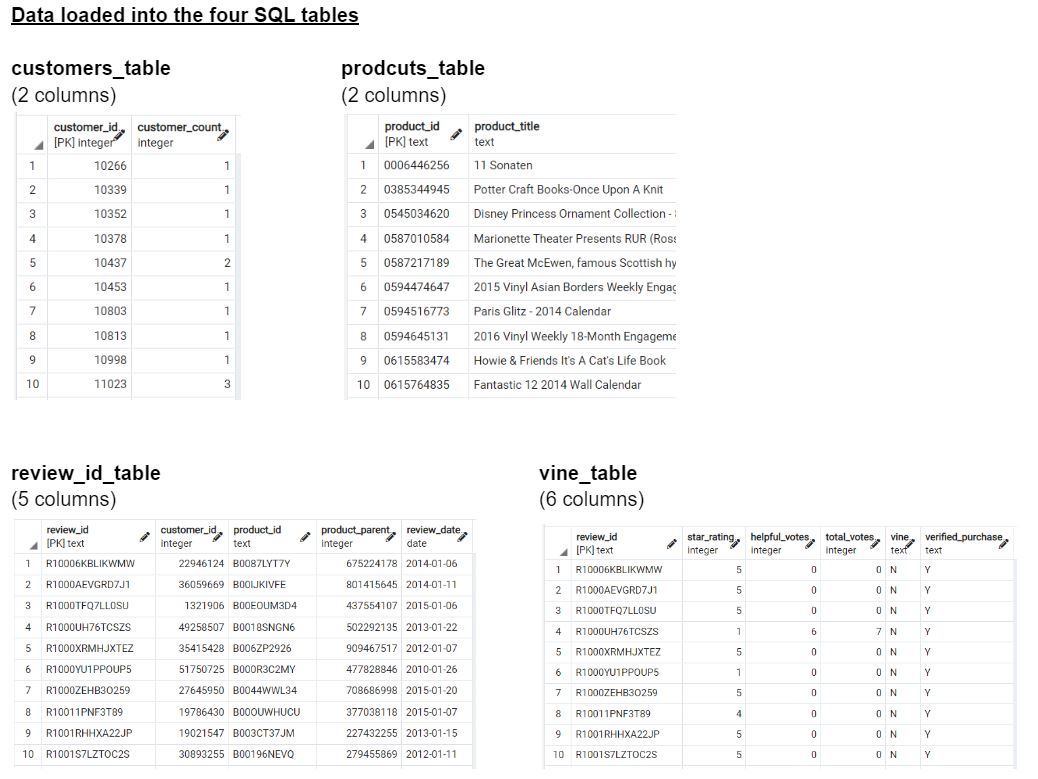 Data loaded into the four SQL tables
customers_table
(2 columns)
customer_id customer_count
[PK] integer integer
1 10266 1
2 10339 1
3 10352 1
4 10378 1
5 10437 2
6 10453 1
7 10803 1
8 10813 1
9 10998 1
10 11023 3
prodcuts_table
(2 columns)
product_id product_title
[PK] text text
1 0006446256 11 Sonaten
2 0385344945 Potter Craft Books-Once Upon A Knit
3 0545034620 Disney Princess Ornament Collection -
4 0587010584 Marionette Theater Presents RUR (Ross
5 0587217189 The Great McEwen, famous Scottish hy
6 0594474647 2015 Vinyl Asian Borders Weekly Engag
7 0594516773 Paris Glitz - 2014 Calendar
8 0594645131 2016 Vinyl Weekly 18-Month Engageme
9 0615583474 Howie & Friends It's A Cat's Life Book
10 0615764835 Fantastic 12 2014 Wall Calendar
review_id_table
(5 columns)
review_id customer_id product_id product_parent review_date
[PK] text integer text integer date
1 R10006KBLIKWMW 22946124 B0087LYT7Y 675224178 2014-01-06
2 R1000AEVGRD7J1 36059669 B00IJKIVFE 801415645 2014-01-11
3 R1000TFQ7LL0SU 1321906 B00EOUM3D4 437554107 2015-01-06
4 R1000UH76TCSZS 49258507 B0018SNGN6 502292135 2013-01-22
5 R1000XRMHJXTEZ 35415428 B006ZP2926 909467517 2012-01-07
6 R1000YU1PPOUP5 51750725 B000R3C2MY 477828846 2010-01-26
7 R1000ZEHB3O259 27645950 B0044WWL34 708686998 2015-01-20
8 R10011PNF3T89 19786430 B00OUWHUCU 377038118 2015-01-07
9 R1001RHHXA22JP 19021547 B003CT37JM 227432255 2013-01-15
10 R1001S7LZTOC2S 30893255 B00196NEVQ 279455869 2012-01-11
vine_table
(6 columns)
review_id star_rating helpful_votes total_votes vine verified_purchase
[PK] text integer integer integer text text
1 R10006KBLIKWMW 5 0 0 N Y
2 R1000AEVGRD7J1 5 0 0 N Y
3 R1000TFQ7LL0SU 5 0 0 N Y
4 R1000UH76TCSZS 1 6 7 N Y
5 R1000XRMHJXTEZ 5 0 0 N Y
6 R1000YU1PPOUP5 1 0 0 N Y
7 R1000ZEHB3O259 5 0 0 N Y
8 R10011PNF3T89 4 0 0 N Y
9 R1001RHHXA22JP 5 0 0 N Y
10 R1001S7LZTOC2S 5 0 0 N Y